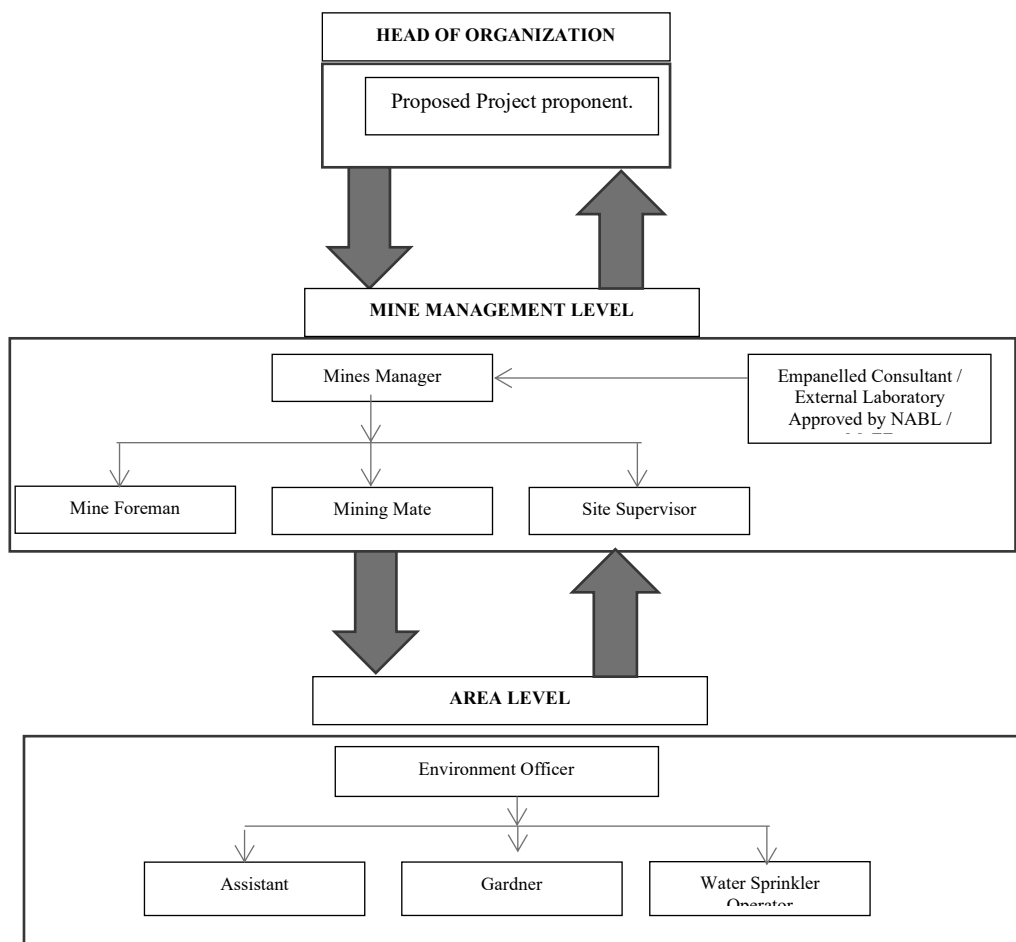 HEAD OF ORGANIZATION
Proposed Project proponent.
MINE MANAGEMENT LEVEL
Mines Manager
Empanelled Consultant /
External Laboratory
Approved by NABL /
Mine Foreman
Mining Mate
Site Supervisor
AREA LEVEL
Environment Officer
Assistant
Gardner
Water Sprinkler
Operator